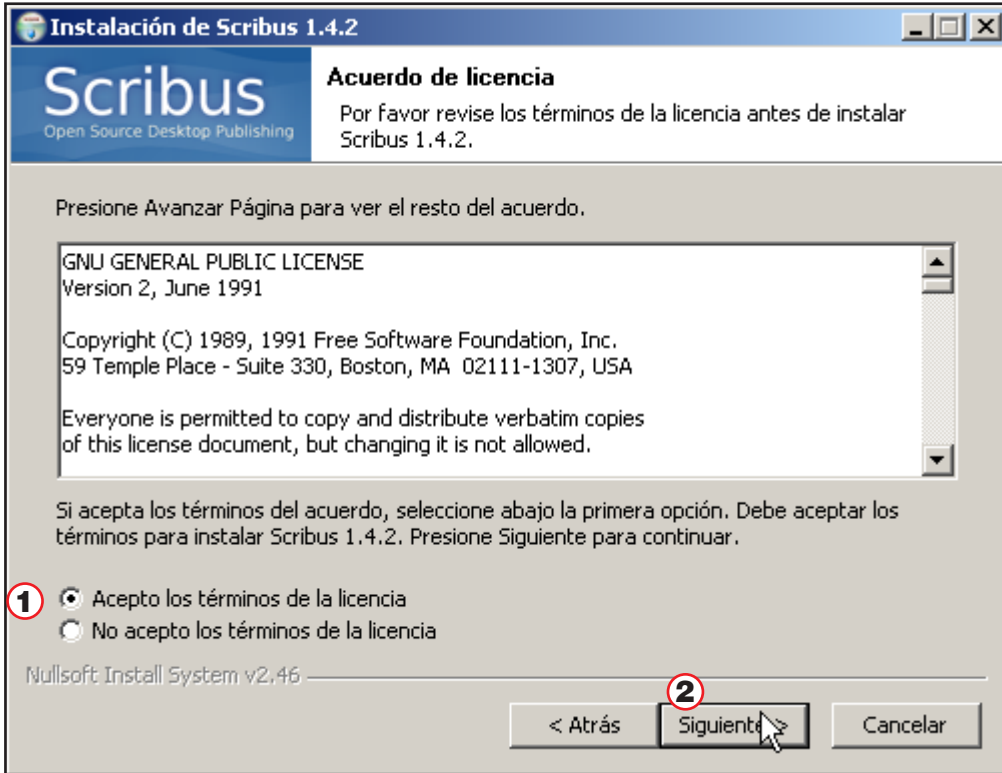 Instalación de Scribus 1.4.2
Scribus
Open Source Desktop Publishing
Acuerdo de licencia
Por favor revise los términos de la licencia antes de instalar
Scribus 1.4.2.
Presione Avanzar Página para ver el resto del acuerdo.
GNU GENERAL PUBLIC LICENSE
Version 2, June 1991
Copyright (C) 1989, 1991 Free Software Foundation, Inc.
59 Temple Place - Suite 330, Boston, MA  02111-1307, USA
Everyone is permitted to copy and distribute verbatim copies
of this license document, but changing it is not allowed.
Si acepta los términos del acuerdo, seleccione abajo la primera opción. Debe aceptar los
términos para instalar Scribus 1.4.2. Presione Siguiente para continuar.
1 Acepto los términos de la licencia
No acepto los términos de la licencia
Nullsoft Install System v2.46
2
< Atrás Siguiente > Cancelar